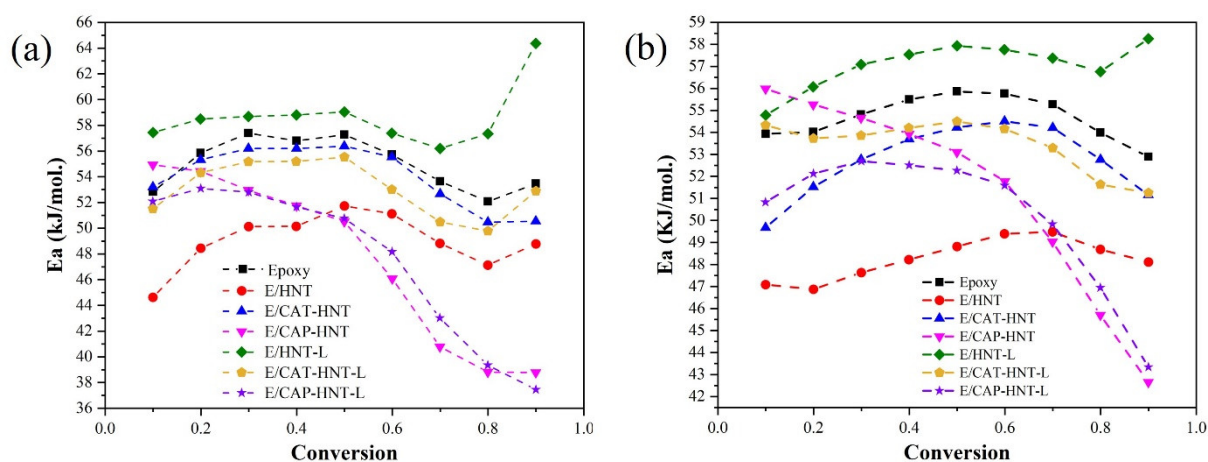 (a)
Ea (kJ/mol.)
66
64
62
60
58
56
54
52
50
48
46
44
42
40
38
36
Epoxy
E/HNT
E/CAT-HNT
E/CAP-HNT
E/HNT-L
E/CAT-HNT-L
E/CAP-HNT-L
0.0 0.2 0.4 0.6 0.8 1.0
Conversion
(b)
Ea (KJ/mol.)
59
58
57
56
55
54
53
52
51
50
49
48
47
46
45
44
43
42
Epoxy
E/HNT
E/CAT-HNT
E/CAP-HNT
E/HNT-L
E/CAT-HNT-L
E/CAP-HNT-L
0.0 0.2 0.4 0.6 0.8 1.0
Conversion